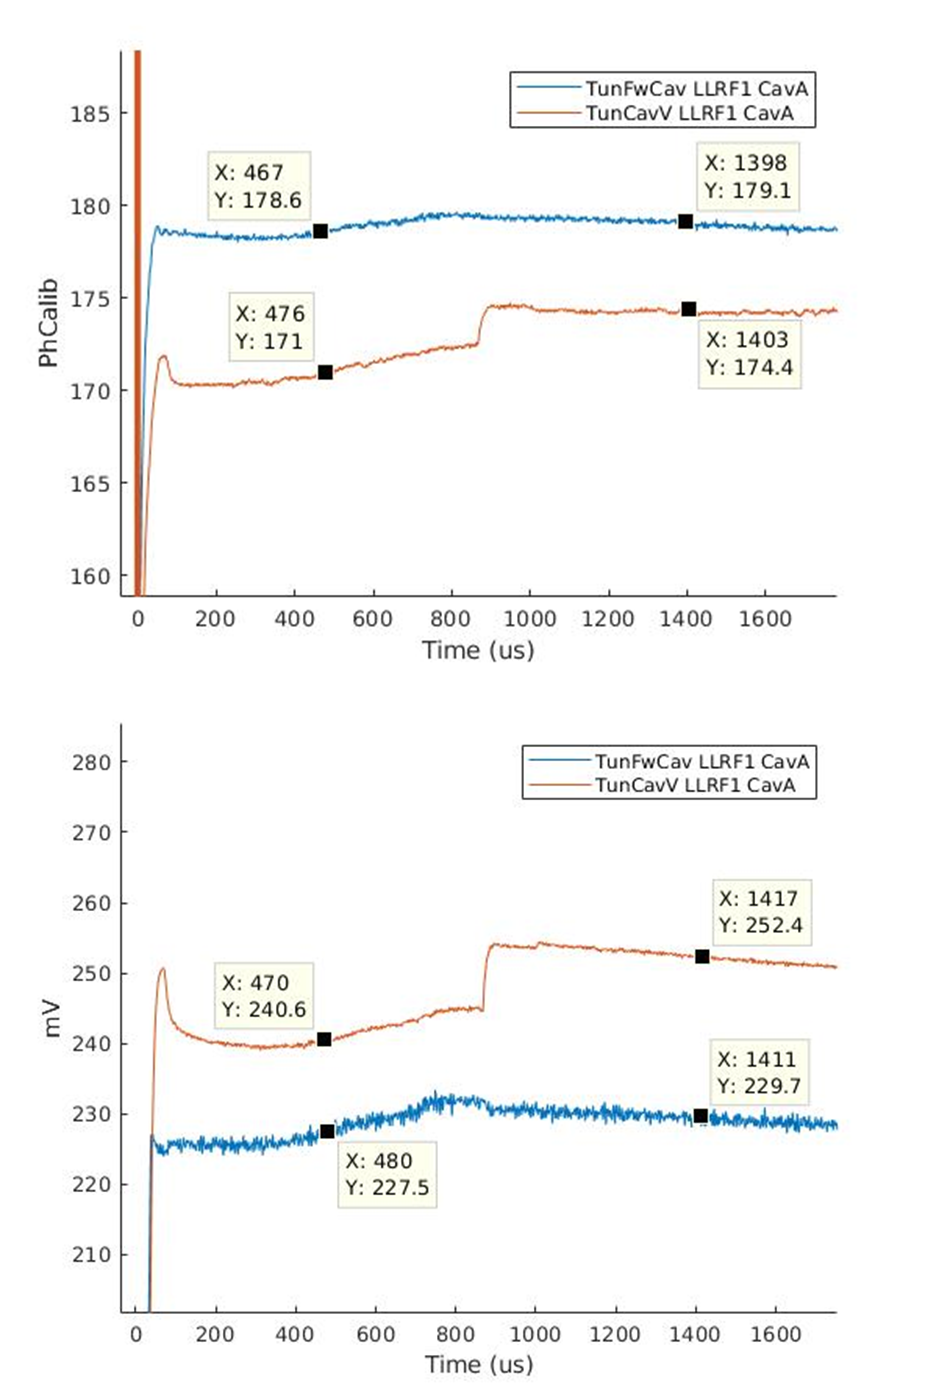 TunFwCav LLRF1 CavA
TunCavV LLRF1 CavA
185
180
175
170
165
160
PhCalib
X: 467
Y: 178.6
X: 1398
Y: 179.1
X: 476
Y: 171
X: 1403
Y: 174.4
0 200 400 600 800 1000 1200 1400 1600
Time (us)
TunFwCav LLRF1 CavA
TunCavV LLRF1 CavA
280
270
260
250
240
230
220
210
mV
X: 1417
Y: 252.4
X: 470
Y: 240.6
X: 1411
Y: 229.7
X: 480
Y: 227.5
0 200 400 600 800 1000 1200 1400 1600
Time (us)